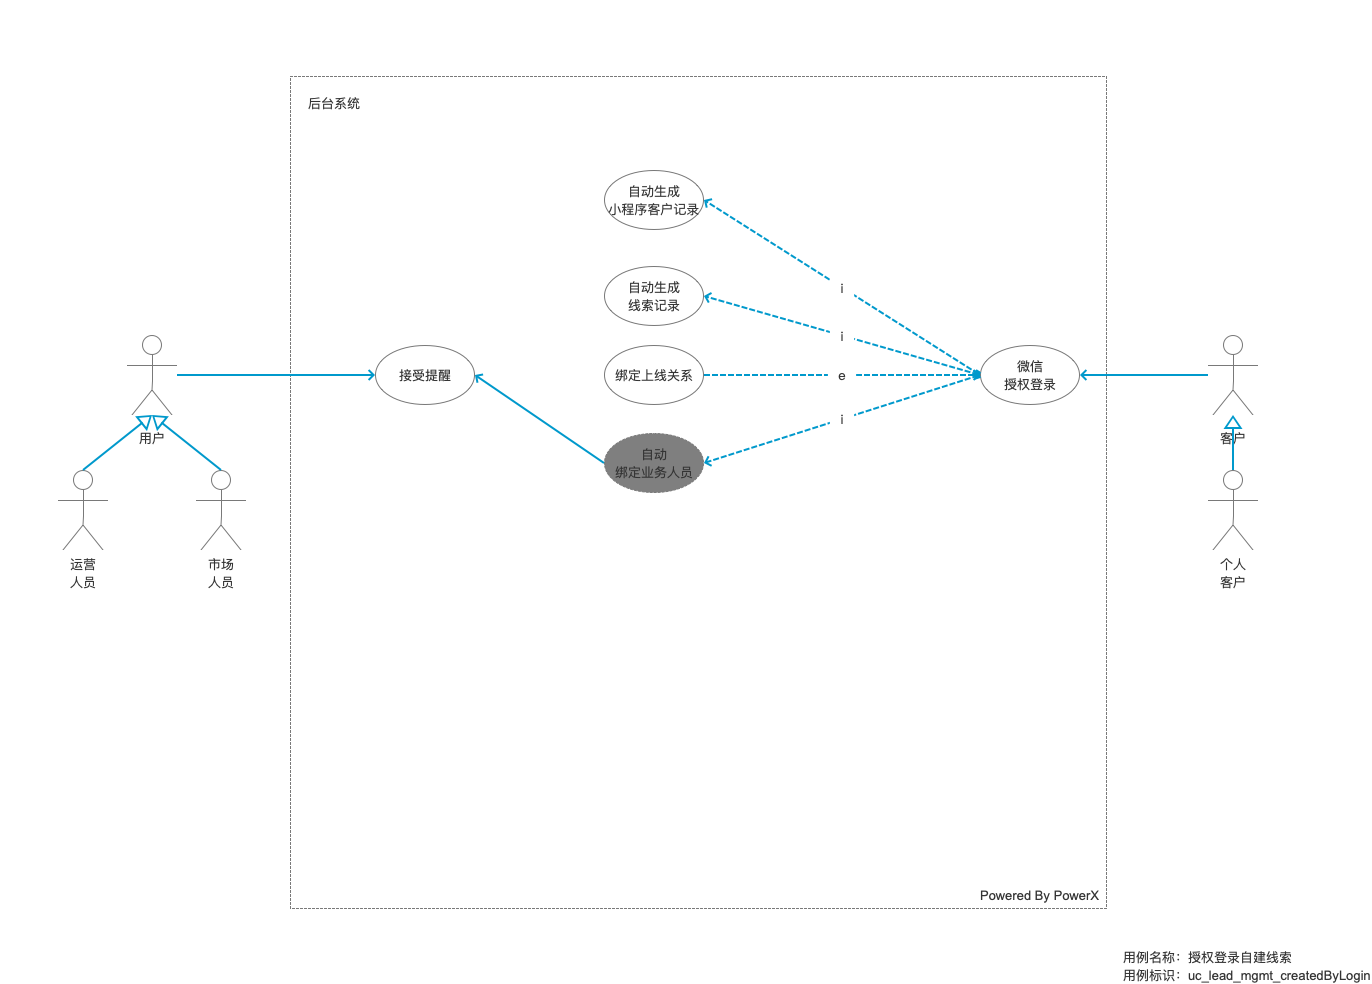 后台系统
自动生成
小程序客户记录
i
自动生成
线索记录
i
接受提醒
绑定上线关系
e
微信
授权登录
i
自动
绑定业务人员
用户
客户
运营
人员
市场
人员
个人
客户
Powered By PowerX
用例名称：授权登录自建线索
用例标识：uc_lead_mgmt_createdByLogin